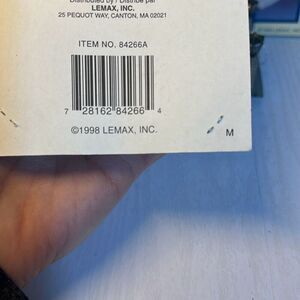 Distributed by / Distribé par
LEMAX, INC.
25 PEQUOT WAY, CANTON, MA 02021
ITEM NO. 84266A
7 28162 84266 4
©1998 LEMAX, INC.
M